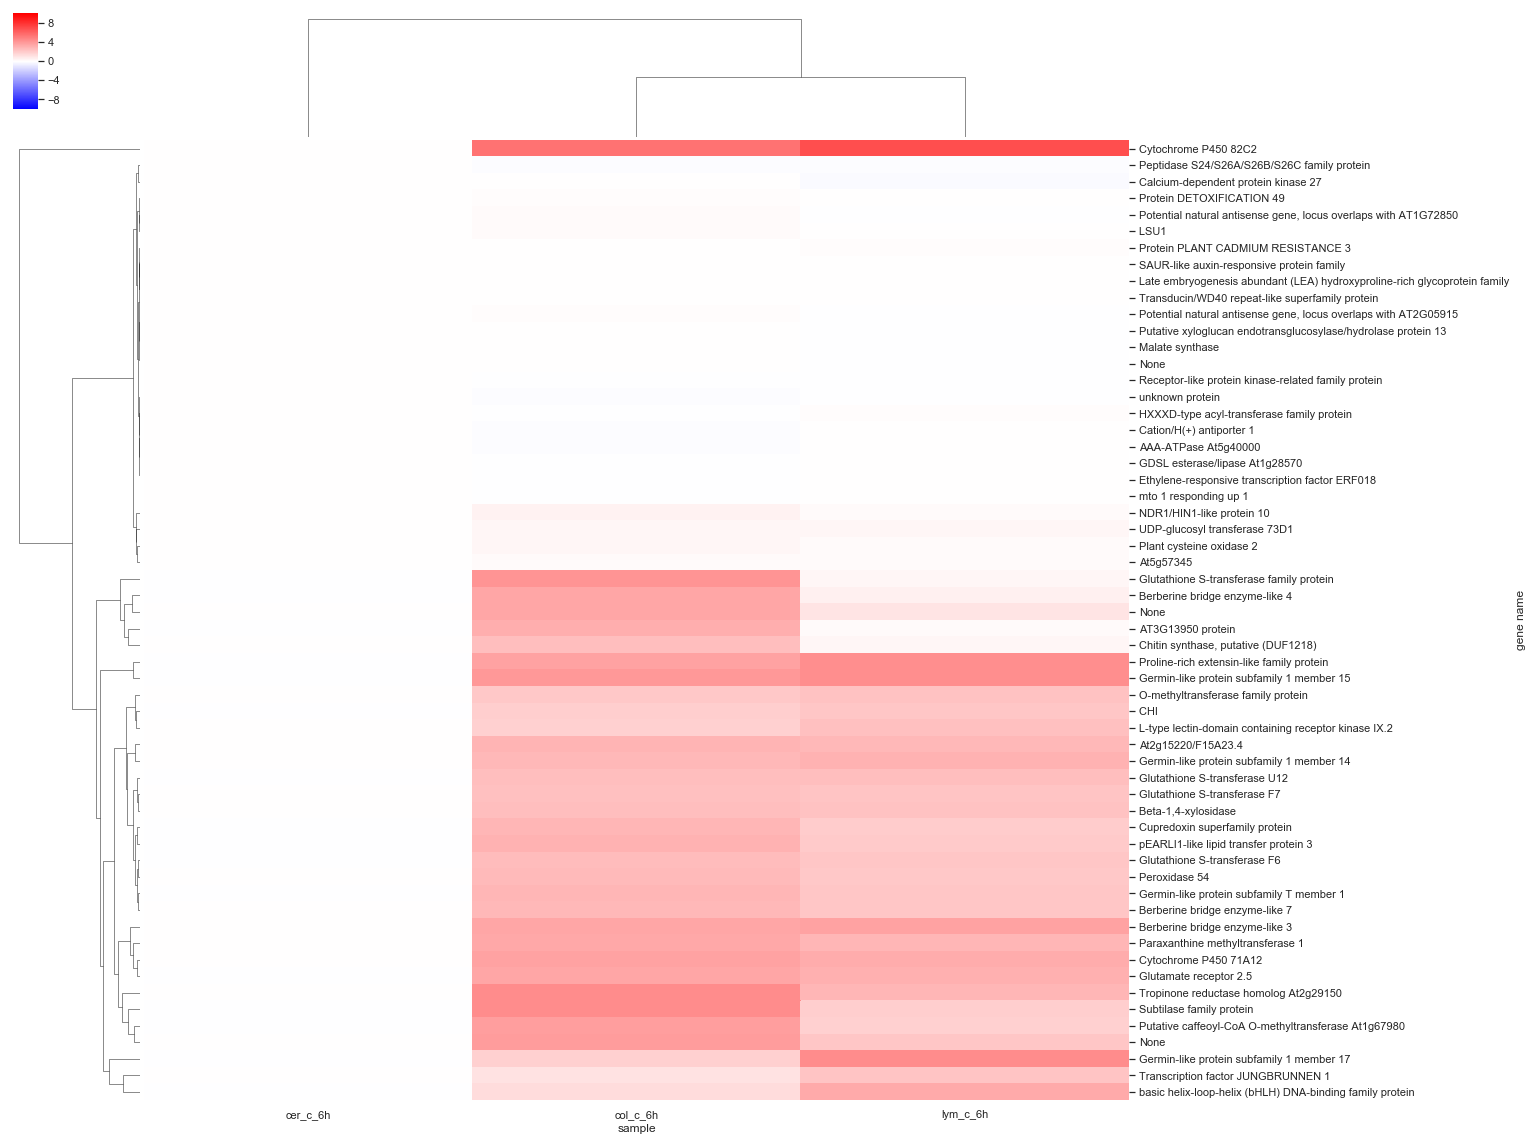 8
4
0
−4
−8
Cytochrome P450 82C2
Peptidase S24/S26A/S26B/S26C family protein
Calcium-dependent protein kinase 27
Protein DETOXIFICATION 49
Potential natural antisense gene, locus overlaps with AT1G72850
LSU1
Protein PLANT CADMIUM RESISTANCE 3
SAUR-like auxin-responsive protein family
Late embryogenesis abundant (LEA) hydroxyproline-rich glycoprotein family
Transducin/WD40 repeat-like superfamily protein
Potential natural antisense gene, locus overlaps with AT2G05915
Putative xyloglucan endotransglucosylase/hydrolase protein 13
Malate synthase
None
Receptor-like protein kinase-related family protein
unknown protein
HXXXD-type acyl-transferase family protein
Cation/H(+) antiporter 1
AAA-ATPase At5g40000
GDSL esterase/lipase At1g28570
Ethylene-responsive transcription factor ERF018
mto 1 responding up 1
NDR1/HIN1-like protein 10
UDP-glucosyl transferase 73D1
Plant cysteine oxidase 2
At5g57345
Glutathione S-transferase family protein
Berberine bridge enzyme-like 4
None
AT3G13950 protein
Chitin synthase, putative (DUF1218)
Proline-rich extensin-like family protein
Germin-like protein subfamily 1 member 15
O-methyltransferase family protein
CHI
L-type lectin-domain containing receptor kinase IX.2
At2g15220/F15A23.4
Germin-like protein subfamily 1 member 14
Glutathione S-transferase U12
Glutathione S-transferase F7
Beta-1,4-xylosidase
Cupredoxin superfamily protein
pEARLI1-like lipid transfer protein 3
Glutathione S-transferase F6
Peroxidase 54
Germin-like protein subfamily T member 1
Berberine bridge enzyme-like 7
Berberine bridge enzyme-like 3
Paraxanthine methyltransferase 1
Cytochrome P450 71A12
Glutamate receptor 2.5
Tropinone reductase homolog At2g29150
Subtilase family protein
Putative caffeoyl-CoA O-methyltransferase At1g67980
None
Germin-like protein subfamily 1 member 17
Transcription factor JUNGBRUNNEN 1
basic helix-loop-helix (bHLH) DNA-binding family protein
gene name
cer_c_6h
col_c_6h
lym_c_6h
sample